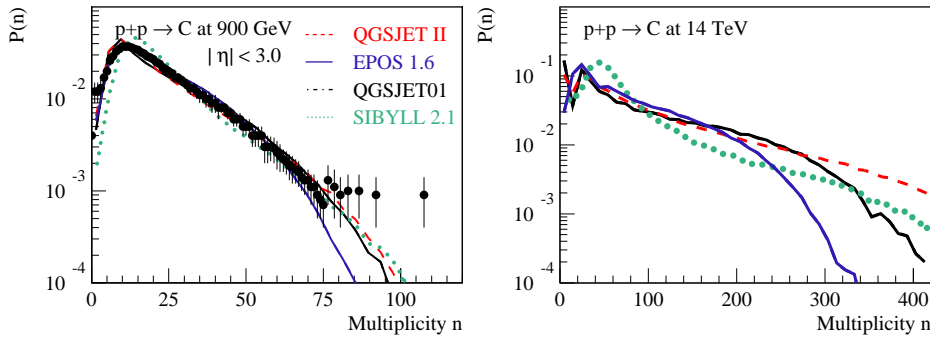 P(n)
p+p → C at 900 GeV
| η| < 3.0
QGSJET II
EPOS 1.6
QGSJET01
SIBYLL 2.1
10 -2
10 -3
10 -4
0 25 50 75 100
Multiplicity n
P(n)
p+p → C at 14 TeV
10 -1
10 -2
10 -3
10 -4
0 100 200 300 400
Multiplicity n